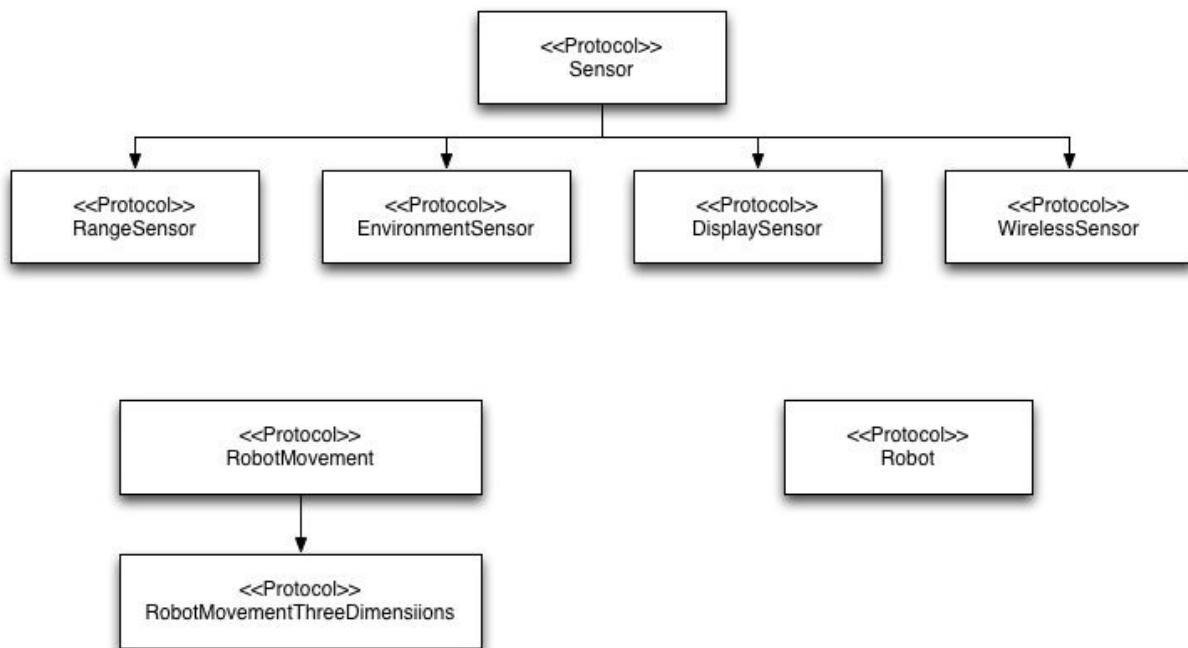 <<Protocol>>
Sensor
<<Protocol>>
RangeSensor
<<Protocol>>
EnvironmentSensor
<<Protocol>>
DisplaySensor
<<Protocol>>
WirelessSensor
<<Protocol>>
RobotMovement
<<Protocol>>
Robot
<<Protocol>>
RobotMovementThreeDimensiions